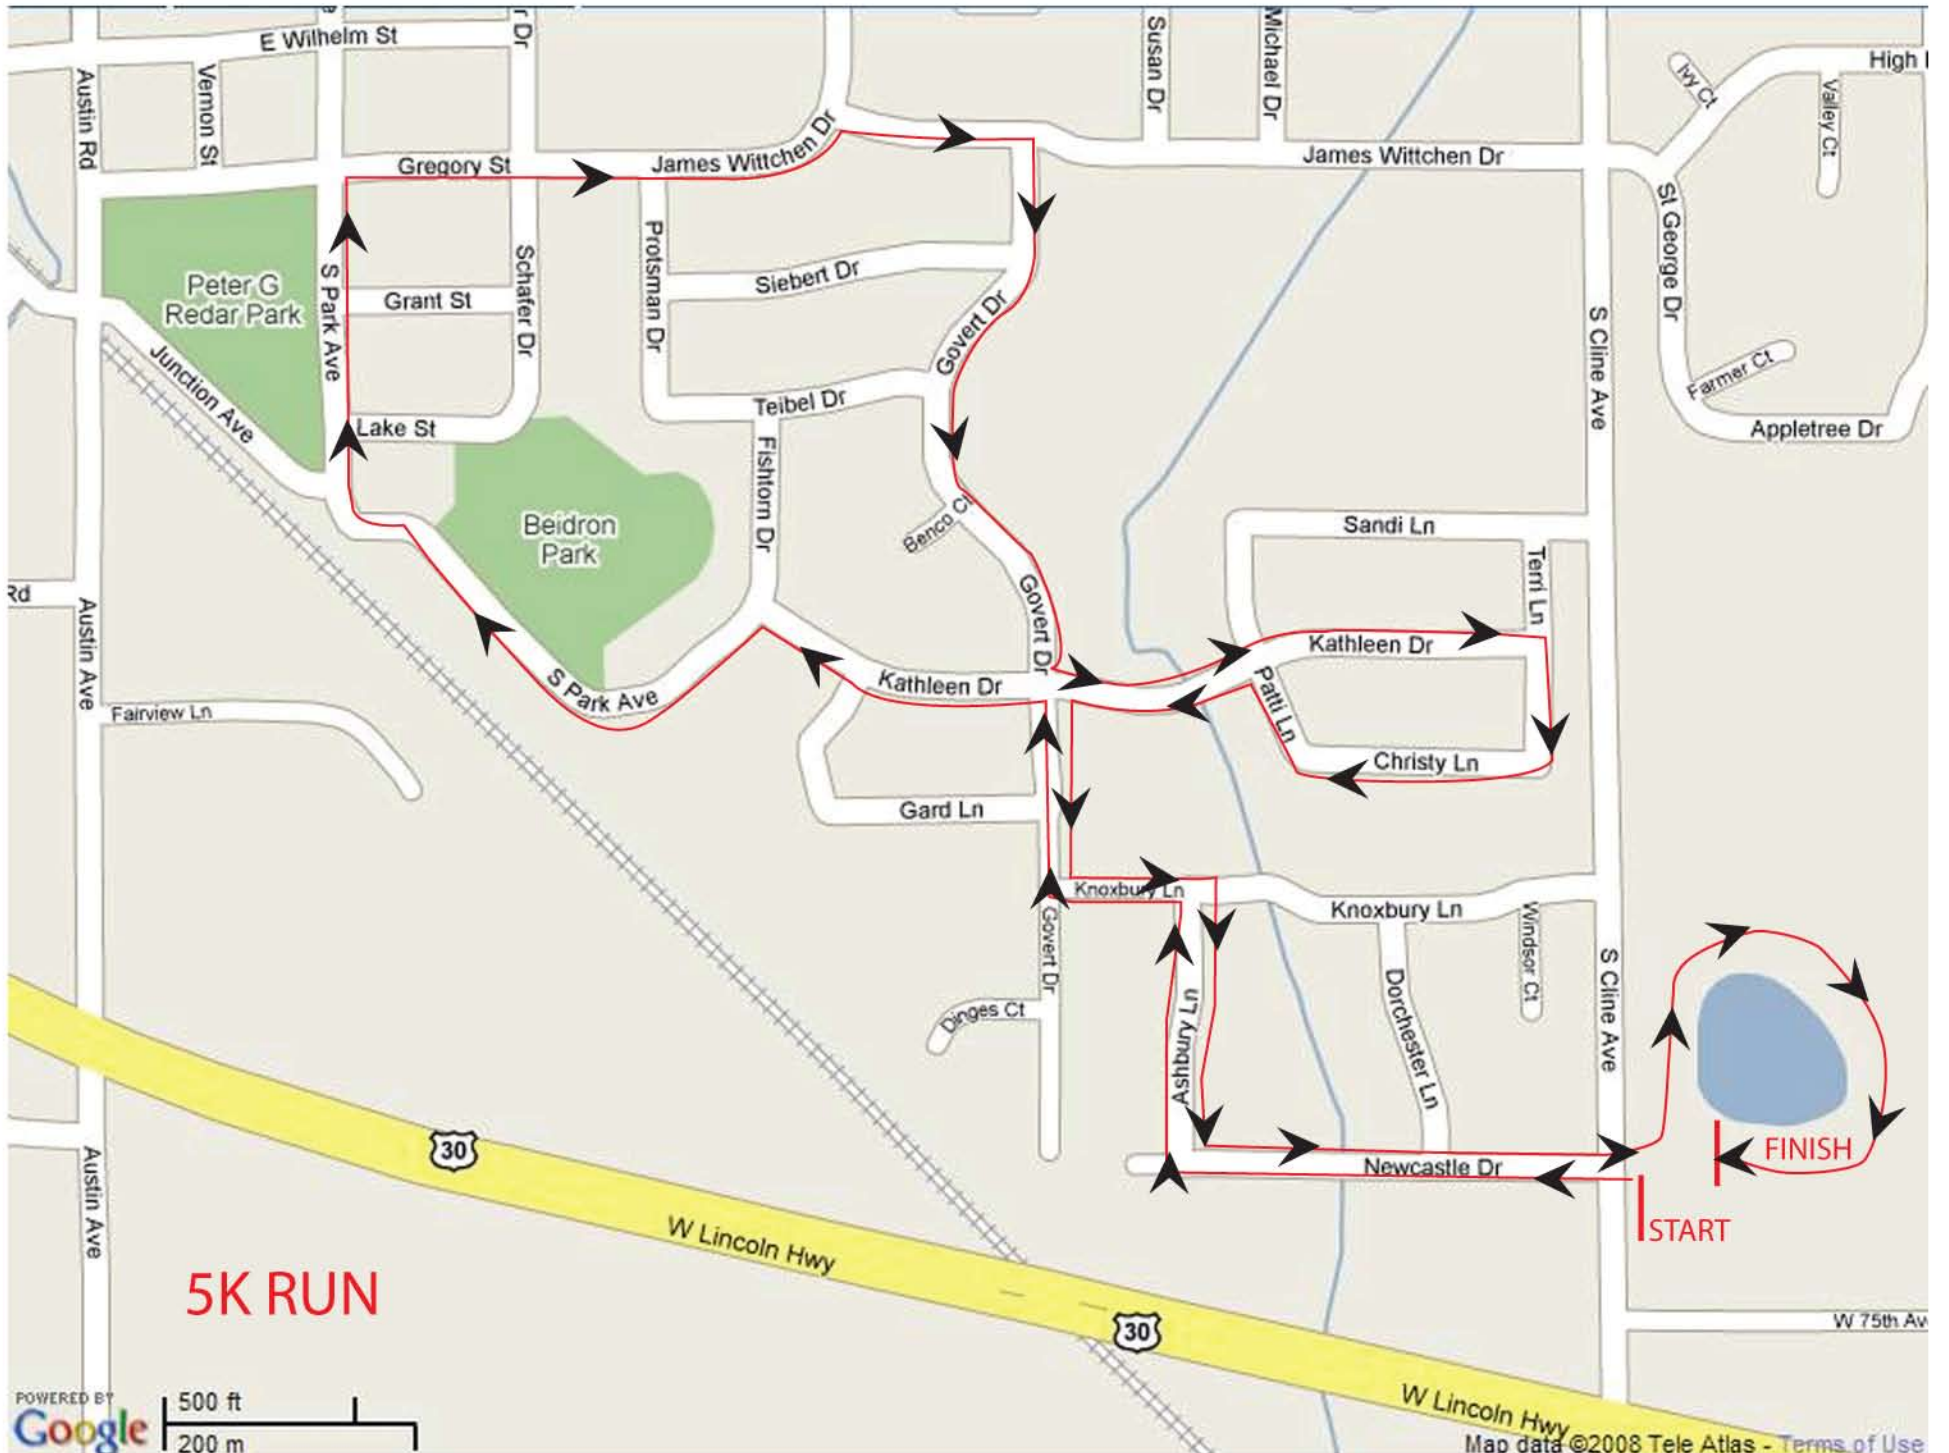 E Wilhelm St
r Dr
Susan Dr
Michael Dr
High
Ivy Ct
Valley Ct
Austin Rd
Vernon St
Gregory St
James Wittchen Dr
James Wittchen Dr
St George Dr
Peter G
Redar Park
S Park Ave
Grant St
Schafer Dr
Protsman Dr
Siebert Dr
Govert Dr
S Cline Ave
Farmer Ct
Junction Ave
Lake St
Teibel Dr
Appletree Dr
Fishtorn Dr
Beidron
Park
Benco Ct
Sandi Ln
Terri Ln
Rd
Austin Ave
Govert Dr
Kathleen Dr
Kathleen Dr
S Park Ave
Patti Ln
Fairview Ln
Christy Ln
Gard Ln
Knoxbury Ln
Knoxbury Ln
Govert Dr
Windsor Ct
S Cline Ave
Dinges Ct
Ashbury Ln
Dorchester Ln
30
FINISH
Newcastle Dr
Austin Ave
START
W Lincoln Hwy
5K RUN
30
W 75th Av
POWERED BY
Google
500 ft
200 m
W Lincoln Hwy
Map data ©2008 Tele Atlas - Terms of Use